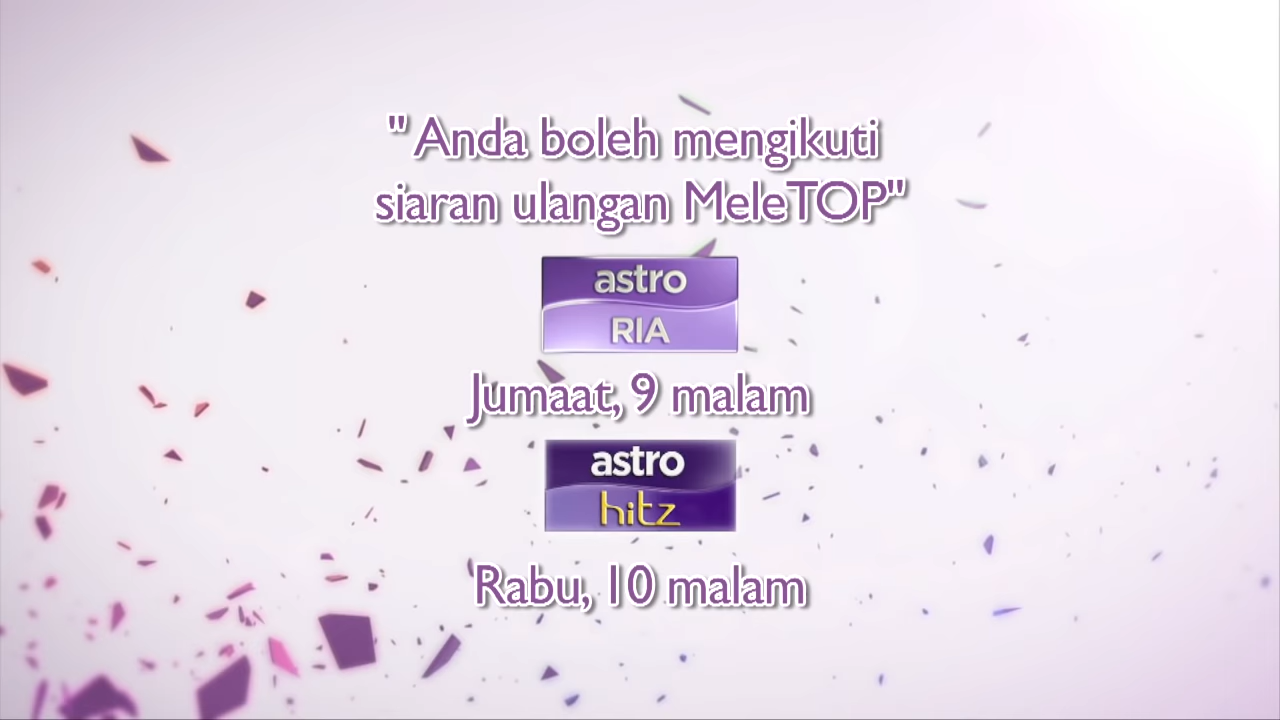 "Anda boleh mengikuti
siaran ulangan MeleTOP"
astro
RIA
Jumaat, 9 malam
astro
hitz
Rabu, 10 malam